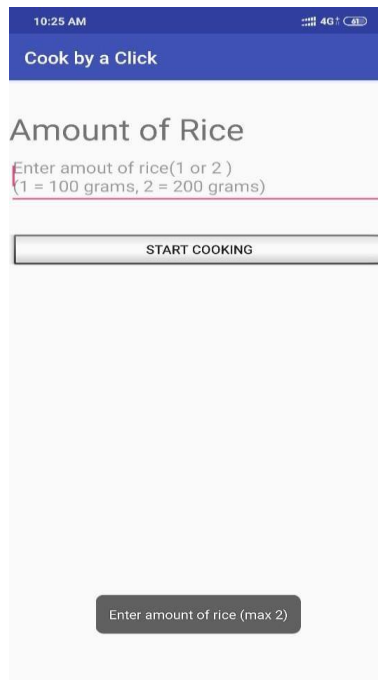 10:25 AM 4G 61
Cook by a Click
Amount of Rice
Enter amout of rice(1 or 2 )
(1 = 100 grams, 2 = 200 grams)
START COOKING
Enter amount of rice (max 2)